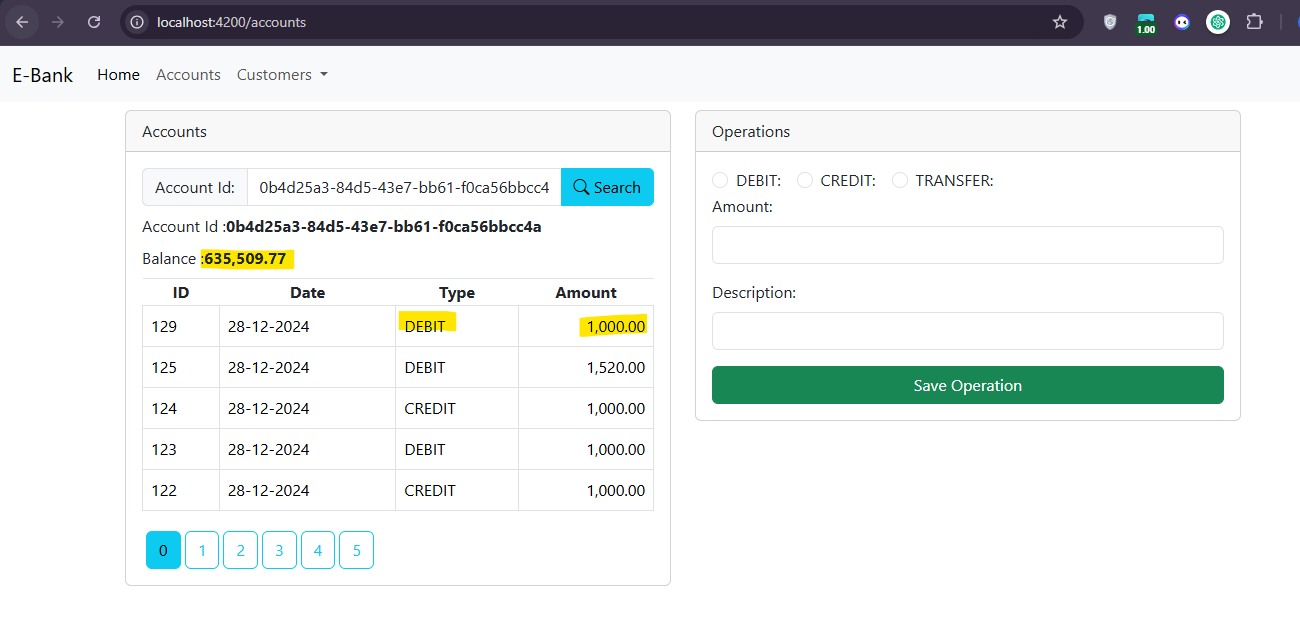 localhost:4200/accounts
1.00
E-Bank Home Accounts Customers
Accounts
Account Id: 0b4d25a3-84d5-43e7-bb61-f0ca56bbcc4 Search
Account Id :0b4d25a3-84d5-43e7-bb61-f0ca56bbcc4a
Balance :635,509.77
ID Date Type Amount
129 28-12-2024 DEBIT 1,000.00
125 28-12-2024 DEBIT 1,520.00
124 28-12-2024 CREDIT 1,000.00
123 28-12-2024 DEBIT 1,000.00
122 28-12-2024 CREDIT 1,000.00
0 1 2 3 4 5
Operations
DEBIT: CREDIT: TRANSFER:
Amount:
Description:
Save Operation